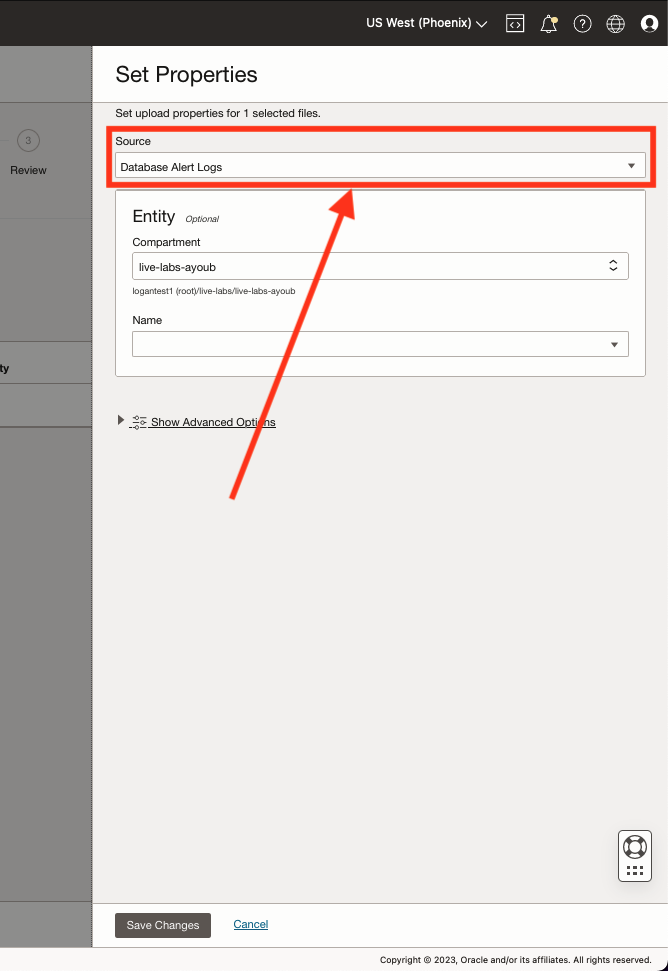 US West (Phoenix)
Set Properties
Set upload properties for 1 selected files.
Source
3
Database Alert Logs
Review
Entity Optional
Compartment
live-labs-ayoub
logantest1 (root)/live-labs/live-labs-ayoub
Name
ty
Show Advanced Options
Save Changes Cancel
Copyright © 2023, Oracle and/or its affiliates. All rights reserved.